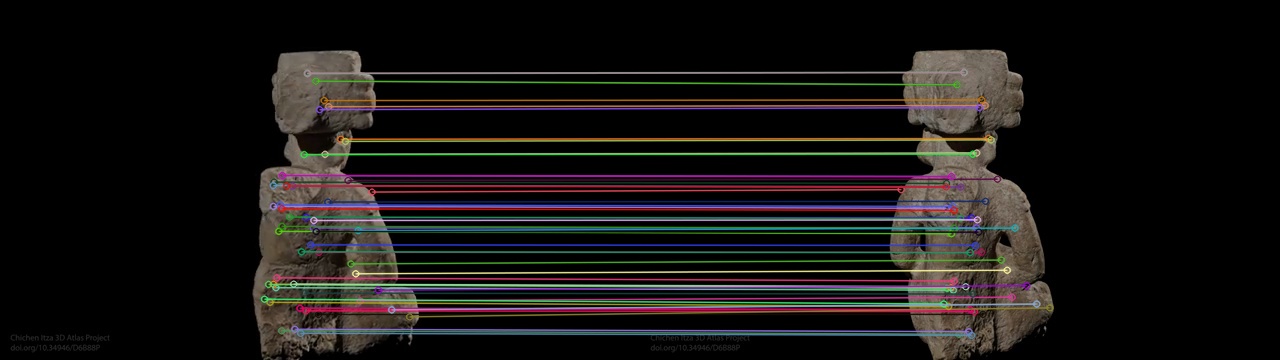 Chichen Itza 3D Atlas Project
doi.org/10.34946/D6B88P
Chichen Itza 3D Atlas Project
doi.org/10.34946/D6B88P